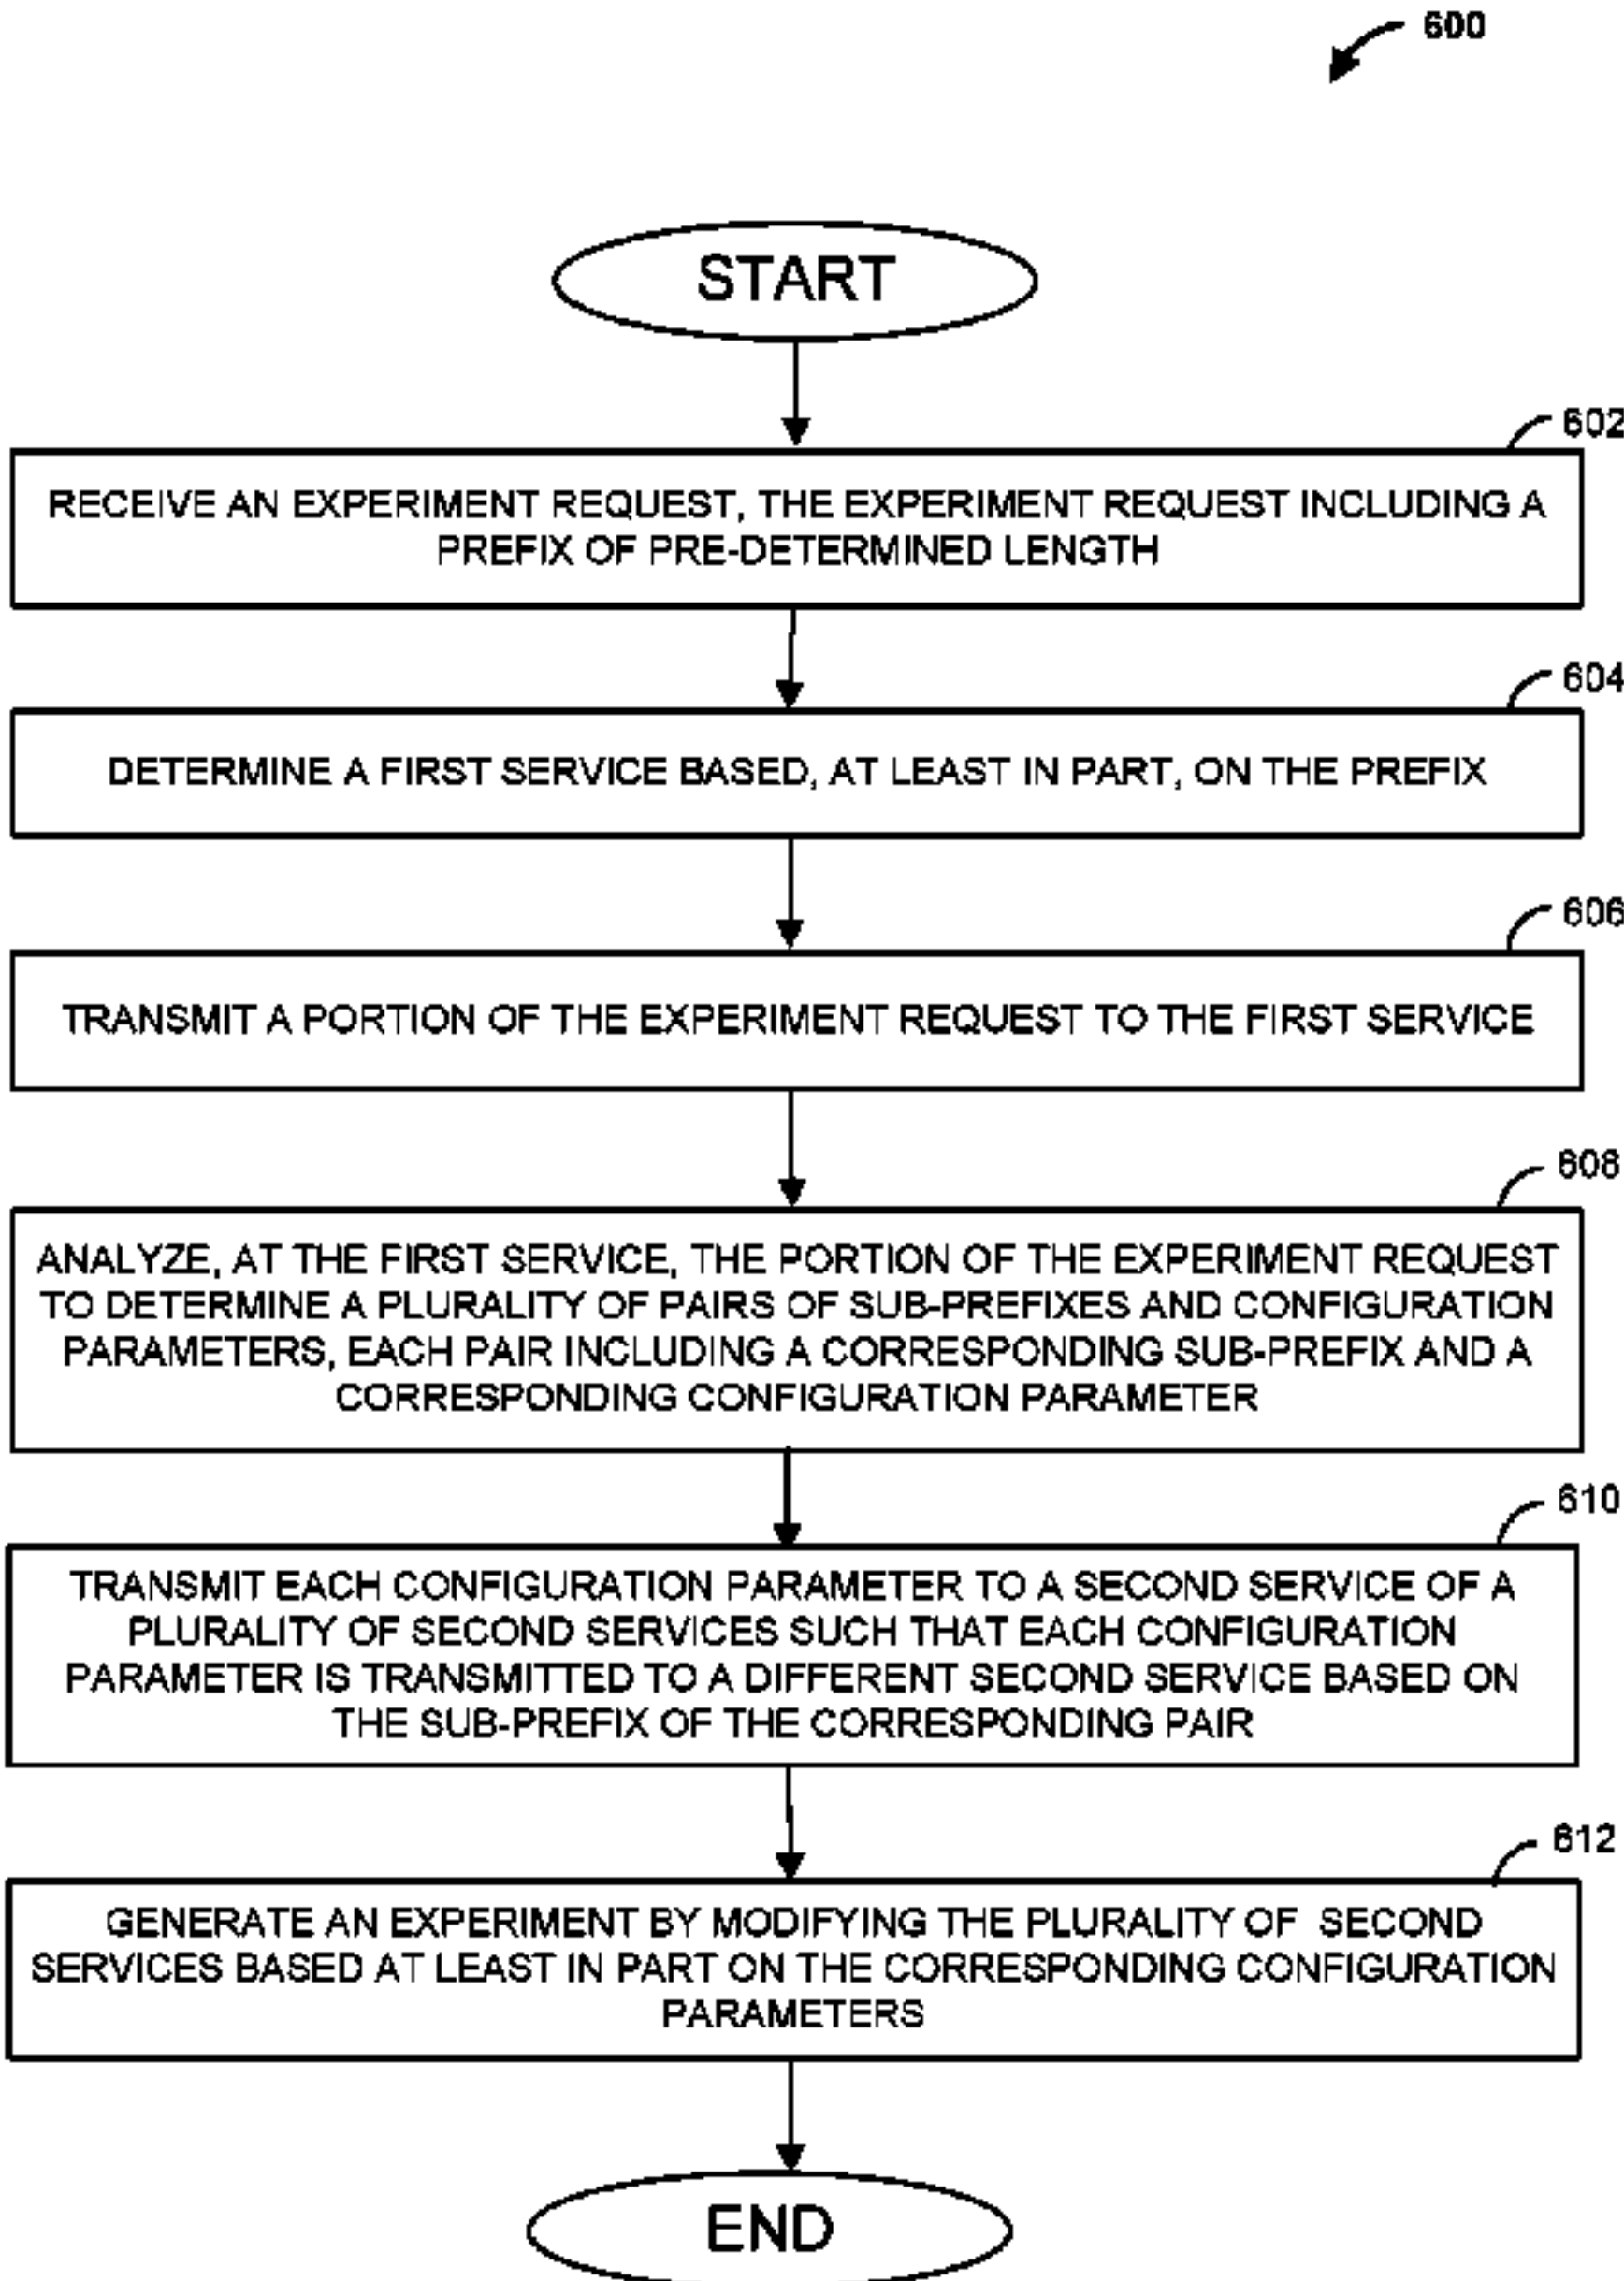 600
START
602
RECEIVE AN EXPERIMENT REQUEST, THE EXPERIMENT REQUEST INCLUDING A
PREFIX OF PRE-DETERMINED LENGTH
604
DETERMINE A FIRST SERVICE BASED, AT LEAST IN PART, ON THE PREFIX
606
TRANSMIT A PORTION OF THE EXPERIMENT REQUEST TO THE FIRST SERVICE
608
ANALYZE, AT THE FIRST SERVICE, THE PORTION OF THE EXPERIMENT REQUEST
TO DETERMINE A PLURALITY OF PAIRS OF SUB-PREFIXES AND CONFIGURATION
PARAMETERS, EACH PAIR INCLUDING A CORRESPONDING SUB-PREFIX AND A
CORRESPONDING CONFIGURATION PARAMETER
610
TRANSMIT EACH CONFIGURATION PARAMETER TO A SECOND SERVICE OF A
PLURALITY OF SECOND SERVICES SUCH THAT EACH CONFIGURATION
PARAMETER IS TRANSMITTED TO A DIFFERENT SECOND SERVICE BASED ON
THE SUB-PREFIX OF THE CORRESPONDING PAIR
612
GENERATE AN EXPERIMENT BY MODIFYING THE PLURALITY OF SECOND
SERVICES BASED AT LEAST IN PART ON THE CORRESPONDING CONFIGURATION
PARAMETERS
END